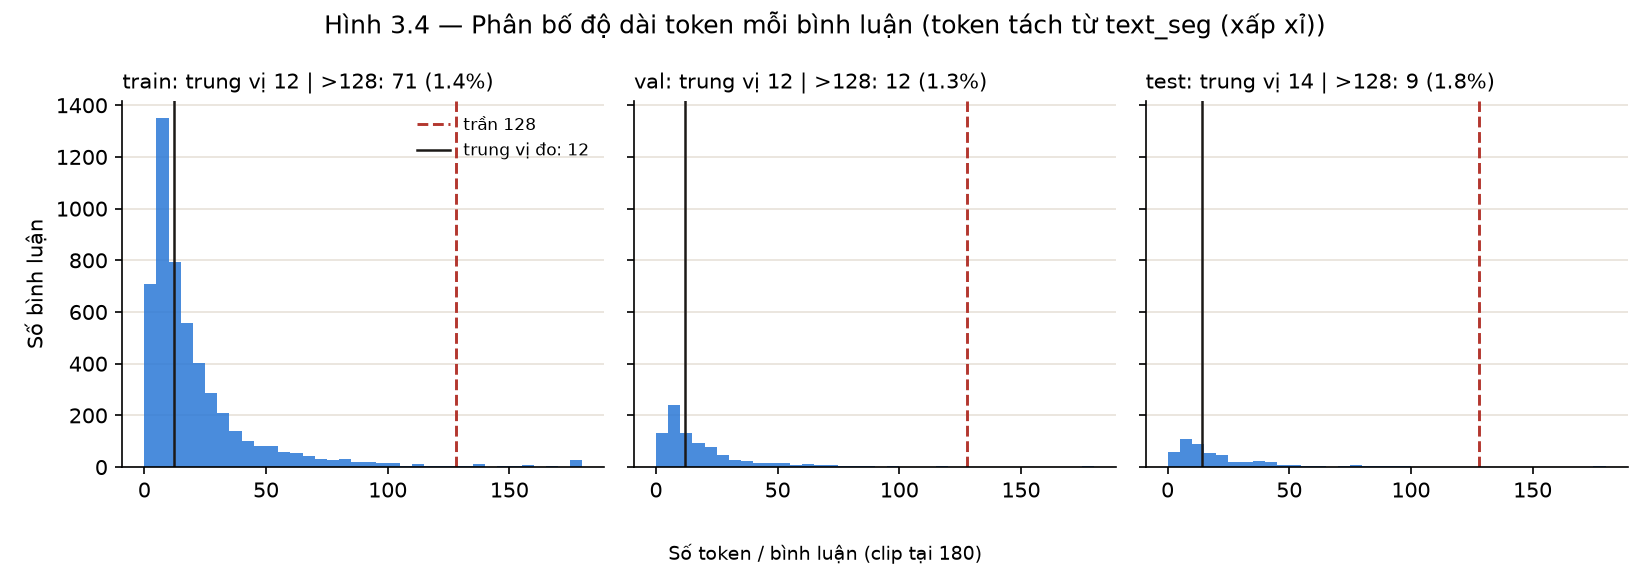 Hình 3.4 — Phân bố độ dài token mỗi bình luận (token tách từ text_seg (xấp xỉ))
train: trung vị 12 | >128: 71 (1.4%)
val: trung vị 12 | >128: 12 (1.3%)
test: trung vị 14 | >128: 9 (1.8%)
trần 128
trung vị đo: 12
Số bình luận
1400
1200
1000
800
600
400
200
0
0 50 100 150
0 50 100 150
0 50 100 150
Số token / bình luận (clip tại 180)